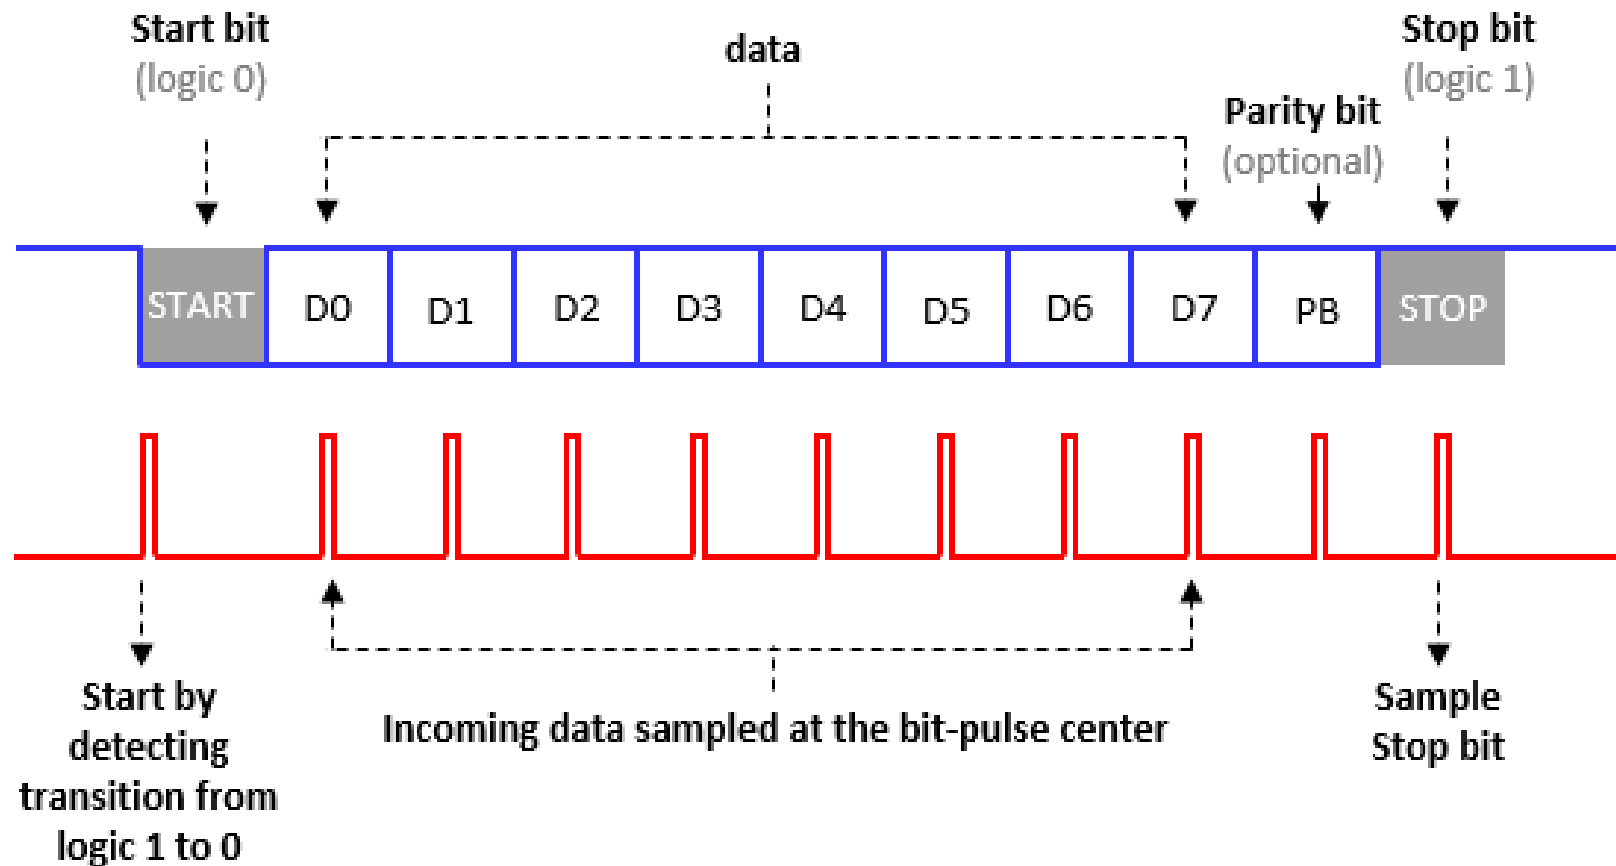 Start bit
(logic 0)
data
Stop bit
(logic 1)
Parity bit
(optional)
START D0 D1 D2 D3 D4 D5 D6 D7 PB STOP
Start by
detecting
transition from
logic 1 to 0
Incoming data sampled at the bit-pulse center
Sample
Stop bit